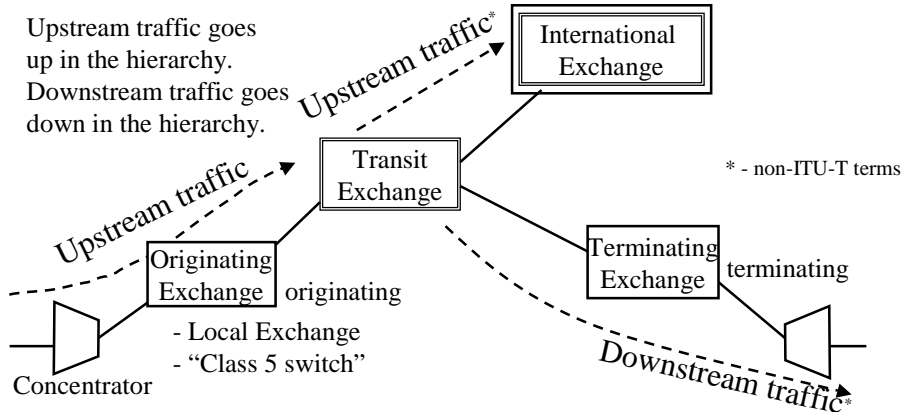 Upstream traffic goes
up in the hierarchy.
Downstream traffic goes
down in the hierarchy.
Upstream traffic*
International
Exchange
Transit
Exchange
* - non-ITU-T terms
Upstream traffic
Originating
Exchange
originating
- Local Exchange
- “Class 5 switch”
Concentrator
Terminating
Exchange
terminating
Downstream traffic*